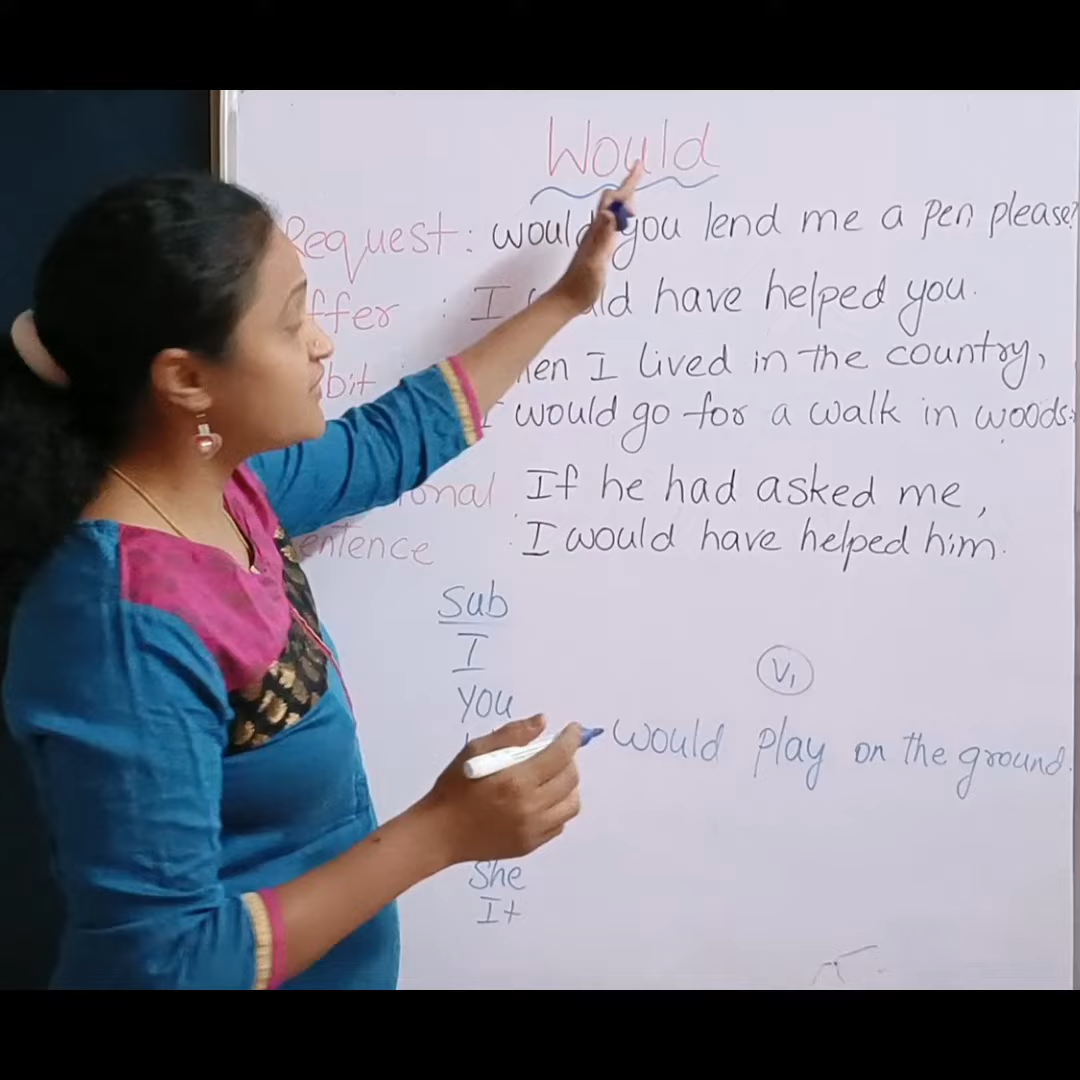 Would
Request: would you lend me a pen please?
ffer : I would have helped you.
bit hen I lived in the country,
I would go for a walk in woods.
onal If he had asked me,
entence I would have helped him.
Sub
I
V1
you
would play on the ground.
She
It